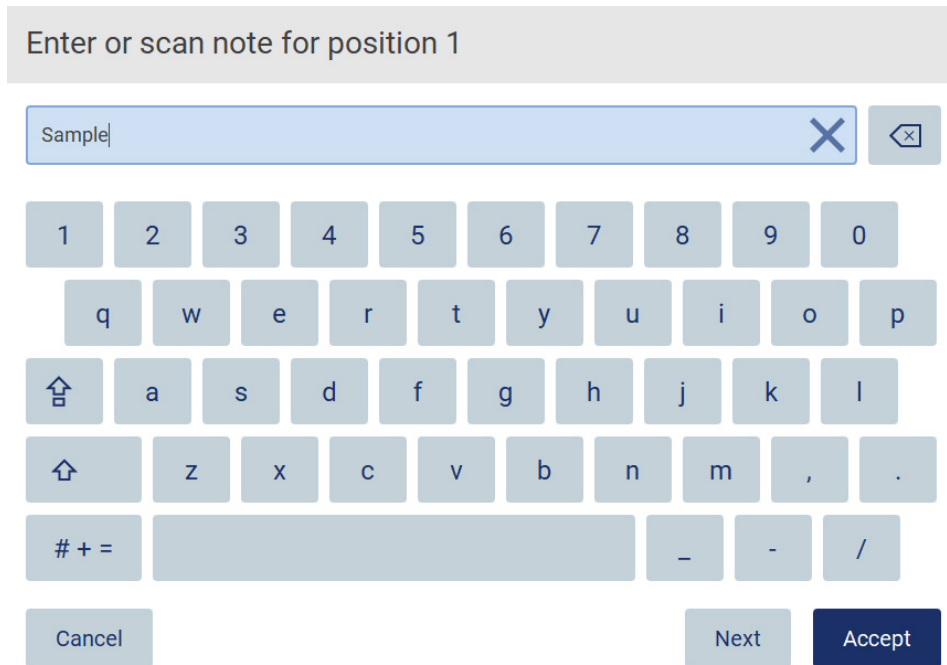 Enter or scan note for position 1
Sample
1 2 3 4 5 6 7 8 9 0
q w e r t y u i o p
a s d f g h j k l
z x c v b n m , .
# + = _ - /
Cancel Next Accept